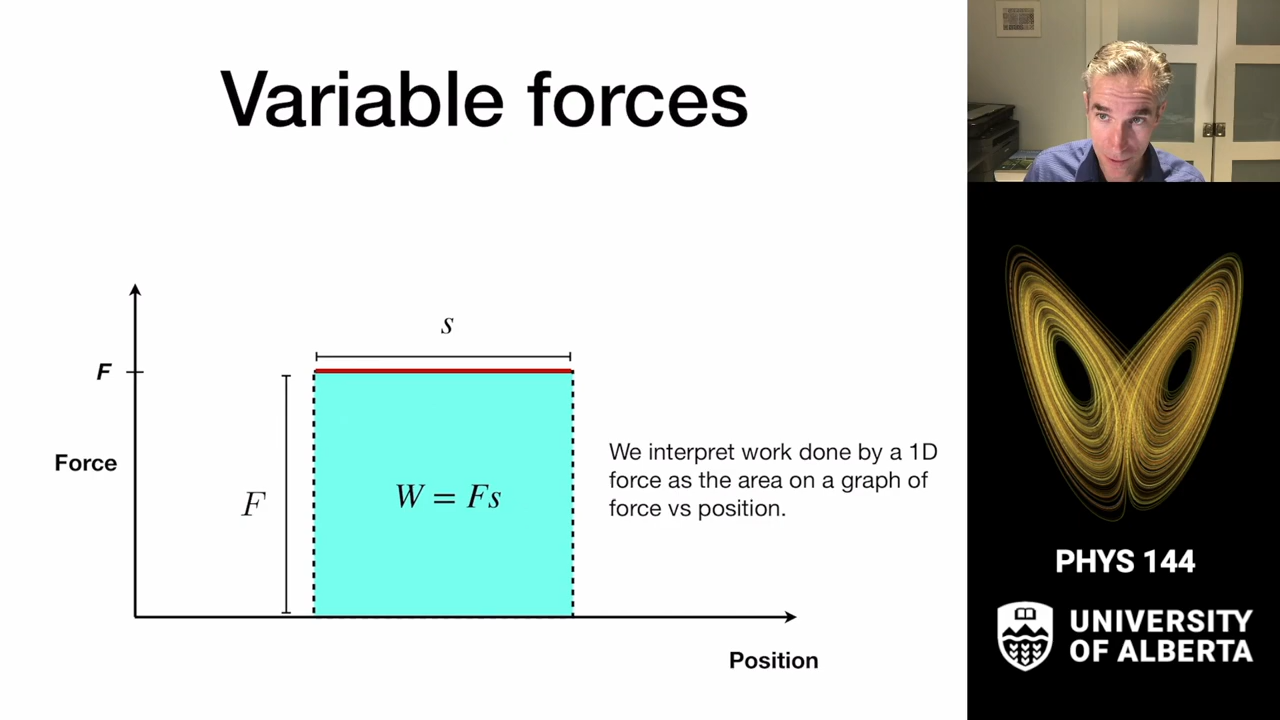 Variable forces
s
F
Force
F
W = Fs
We interpret work done by a 1D
force as the area on a graph of
force vs position.
Position
PHYS 144
UNIVERSITY
OF ALBERTA